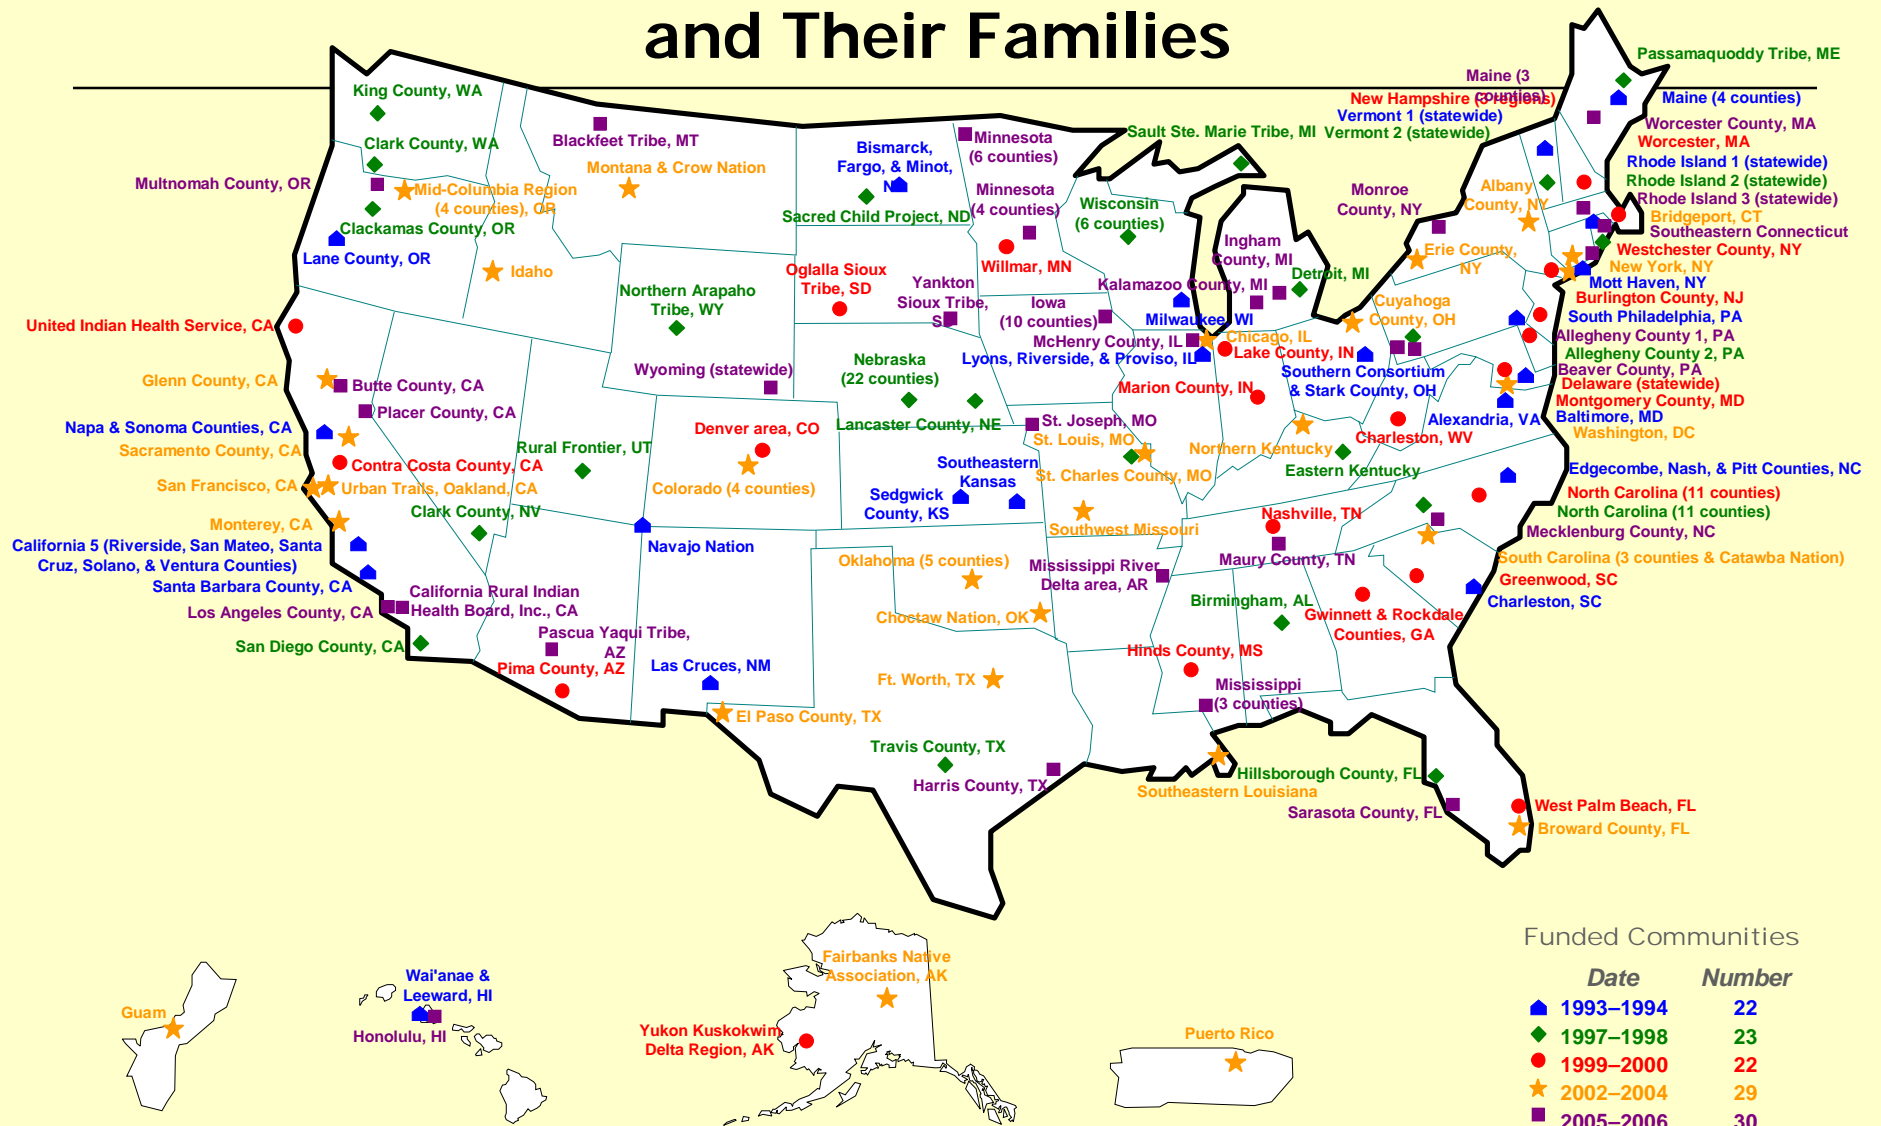 and Their Families
Passamaquoddy Tribe, ME
Maine (3
counties)
King County, WA
New Hampshire (3 regions)
Maine (4 counties)
Vermont 1 (statewide)
Worcester County, MA
Sault Ste. Marie Tribe, MI
Vermont 2 (statewide)
Blackfeet Tribe, MT
Minnesota
(6 counties)
Clark County, WA
Worcester, MA
Bismarck,
Fargo, & Minot,
Rhode Island 1 (statewide)
Montana & Crow Nation
Rhode Island 2 (statewide)
Multnomah County, OR
Mid-Columbia Region
(4 counties), OR
Minnesota
(4 counties)
Monroe
County, NY
Albany
County, NY
Rhode Island 3 (statewide)
Wisconsin
(6 counties)
Sacred Child Project, ND
Bridgeport, CT
Clackamas County, OR
Southeastern Connecticut
Ingham
County, MI
Erie County,
NY
Westchester County, NY
Lane County, OR
Idaho
Willmar, MN
New York, NY
Oglalla Sioux
Tribe, SD
Detroit, MI
Mott Haven, NY
Kalamazoo County, MI
Yankton
Sioux Tribe,
Northern Arapaho
Tribe, WY
Iowa
(10 counties)
Cuyahoga
County, OH
Burlington County, NJ
South Philadelphia, PA
United Indian Health Service, CA
Milwaukee, WI
Allegheny County 1, PA
McHenry County, IL
Chicago, IL
Allegheny County 2, PA
Lyons, Riverside, & Proviso, IL
Lake County, IN
Nebraska
(22 counties)
Wyoming (statewide)
Southern Consortium
& Stark County, OH
Beaver County, PA
Glenn County, CA
Butte County, CA
Marion County, IN
Delaware (statewide)
Montgomery County, MD
Placer County, CA
Alexandria, VA
Baltimore, MD
Lancaster County, NE
St. Joseph, MO
Napa & Sonoma Counties, CA
Denver area, CO
Washington, DC
St. Louis, MO
Charleston, WV
Sacramento County, CA
Rural Frontier, UT
Northern Kentucky
Contra Costa County, CA
Southeastern
Kansas
St. Charles County, MO
Eastern Kentucky
Edgecombe, Nash, & Pitt Counties, NC
San Francisco, CA
Urban Trails, Oakland, CA
Colorado (4 counties)
Sedgwick
County, KS
North Carolina (11 counties)
Clark County, NV
Nashville, TN
North Carolina (11 counties)
Monterey, CA
Southwest Missouri
Mecklenburg County, NC
California 5 (Riverside, San Mateo, Santa
Cruz, Solano, & Ventura Counties)
Navajo Nation
Oklahoma (5 counties)
Mississippi River
Delta area, AR
Maury County, TN
South Carolina (3 counties & Catawba Nation)
Santa Barbara County, CA
Greenwood, SC
California Rural Indian
Health Board, Inc., CA
Birmingham, AL
Charleston, SC
Los Angeles County, CA
Choctaw Nation, OK
Gwinnett & Rockdale
Counties, GA
Pascua Yaqui Tribe,
AZ
San Diego County, CA
Hinds County, MS
Pima County, AZ
Las Cruces, NM
Ft. Worth, TX
Mississippi
(3 counties)
El Paso County, TX
Travis County, TX
Hillsborough County, FL
Harris County, TX
Southeastern Louisiana
West Palm Beach, FL
Sarasota County, FL
Broward County, FL
Funded Communities
Date Number
1993–1994 22
1997–1998 23
1999–2000 22
2002–2004 29
2005–2006 30
Fairbanks Native
Association, AK
Wai'anae &
Leeward, HI
Guam
Honolulu, HI
Yukon Kuskokwim
Delta Region, AK
Puerto Rico